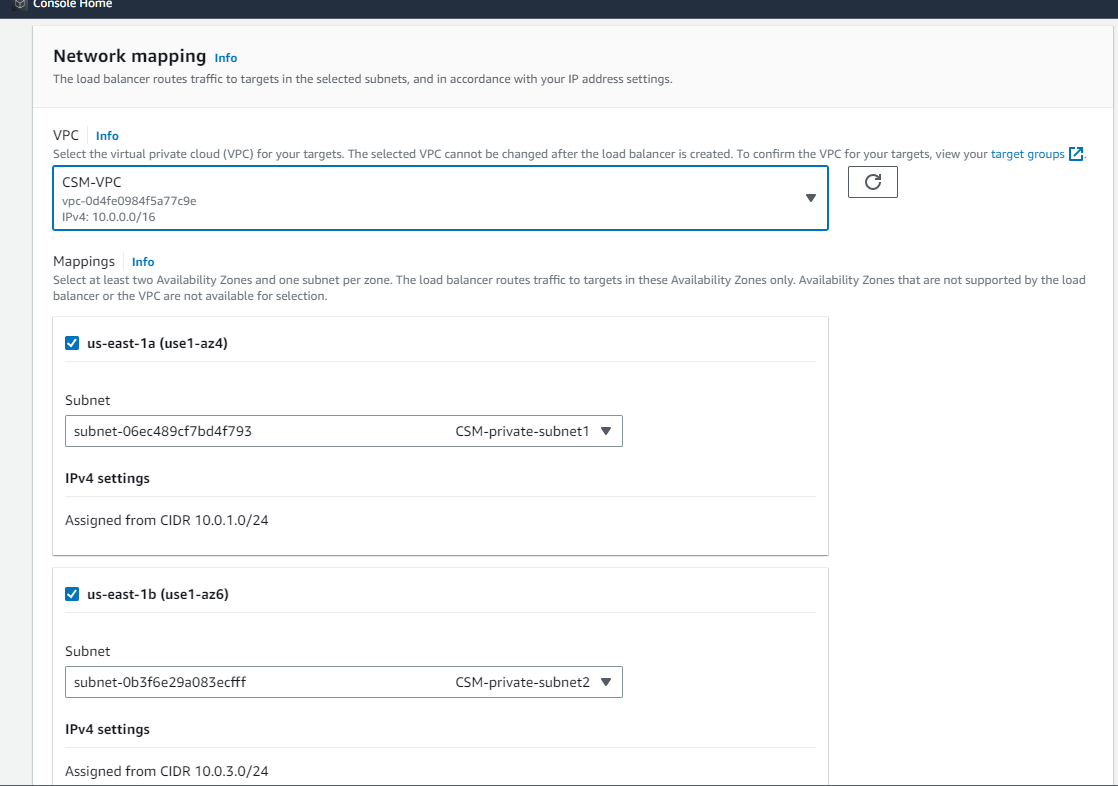 Console Home
Network mapping Info
The load balancer routes traffic to targets in the selected subnets, and in accordance with your IP address settings.
VPC Info
Select the virtual private cloud (VPC) for your targets. The selected VPC cannot be changed after the load balancer is created. To confirm the VPC for your targets, view your target groups.
CSM-VPC
vpc-0d4fe0984f5a77c9e
IPv4: 10.0.0.0/16
Mappings Info
Select at least two Availability Zones and one subnet per zone. The load balancer routes traffic to targets in these Availability Zones only. Availability Zones that are not supported by the load
balancer or the VPC are not available for selection.
us-east-1a (use1-az4)
Subnet
subnet-06ec489cf7bd4f793 CSM-private-subnet1
IPv4 settings
Assigned from CIDR 10.0.1.0/24
us-east-1b (use1-az6)
Subnet
subnet-0b3f6e29a083ecfff CSM-private-subnet2
IPv4 settings
Assigned from CIDR 10.0.3.0/24